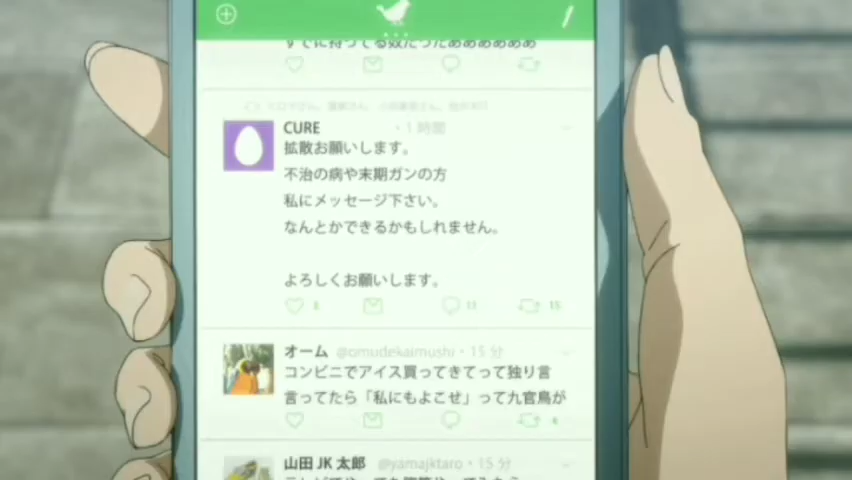 すでに持ってる奴だったああああああ
CURE ・1 時間
拡散お願いします。
不治の病や末期ガンの方
私にメッセージ下さい。
なんとかできるかもしれません。
よろしくお願いします。
11 15
オーム @omudekaimushi・15 分
コンビニでアイス買ってきてって独り言
言ってたら「私にもよこせ」って九官鳥が
山田 JK 太郎 @yamajktaro・15 分